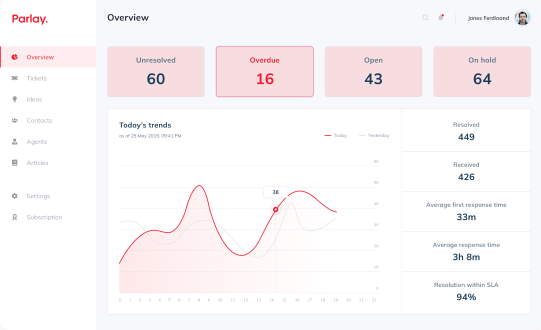 Parlay.
Overview
Jones Ferdinand
Overview
Tickets
Ideas
Contacts
Agents
Articles
Settings
Subscription
Unresolved
60
Overdue
16
Open
43
On hold
64
Today's trends
as of 25 May 2019, 09:41 PM
Today
Yesterday
38
60
50
40
30
20
10
0
0 1 2 3 4 5 6 7 8 9 10 11 12 13 14 15 16 17 18 19 20 21 22
Resolved
449
Received
426
Average first response time
33m
Average response time
3h 8m
Resolution within SLA
94%